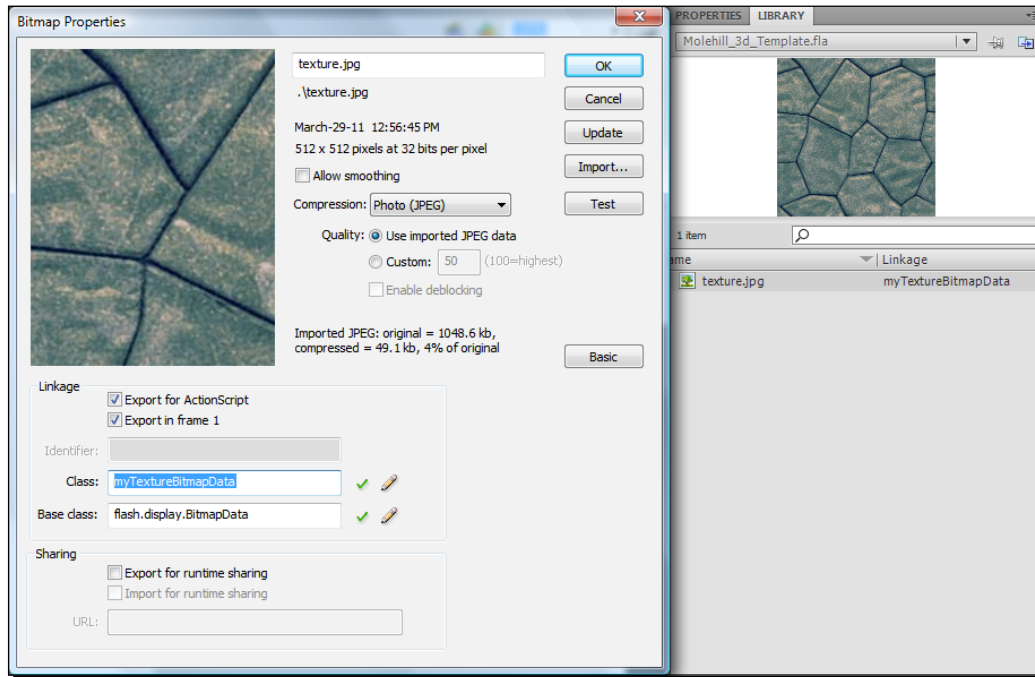 Bitmap Properties
texture.jpg
OK
.\texture.jpg
Cancel
March-29-11 12:56:45 PM
Update
512 x 512 pixels at 32 bits per pixel
Import...
Allow smoothing
Compression: Photo (JPEG)
Test
Quality: Use imported JPEG data
Custom: 50 (100=highest)
Enable deblocking
Imported JPEG: original = 1048.6 kb,
compressed = 49.1 kb, 4% of original
Basic
Linkage
Export for ActionScript
Export in frame 1
Identifier:
Class: myTextureBitmapData
Base class: flash.display.BitmapData
Sharing
Export for runtime sharing
Import for runtime sharing
URL:
PROPERTIES LIBRARY
Molehill_3d_Template.fla
1 item
ame Linkage
texture.jpg myTextureBitmapData